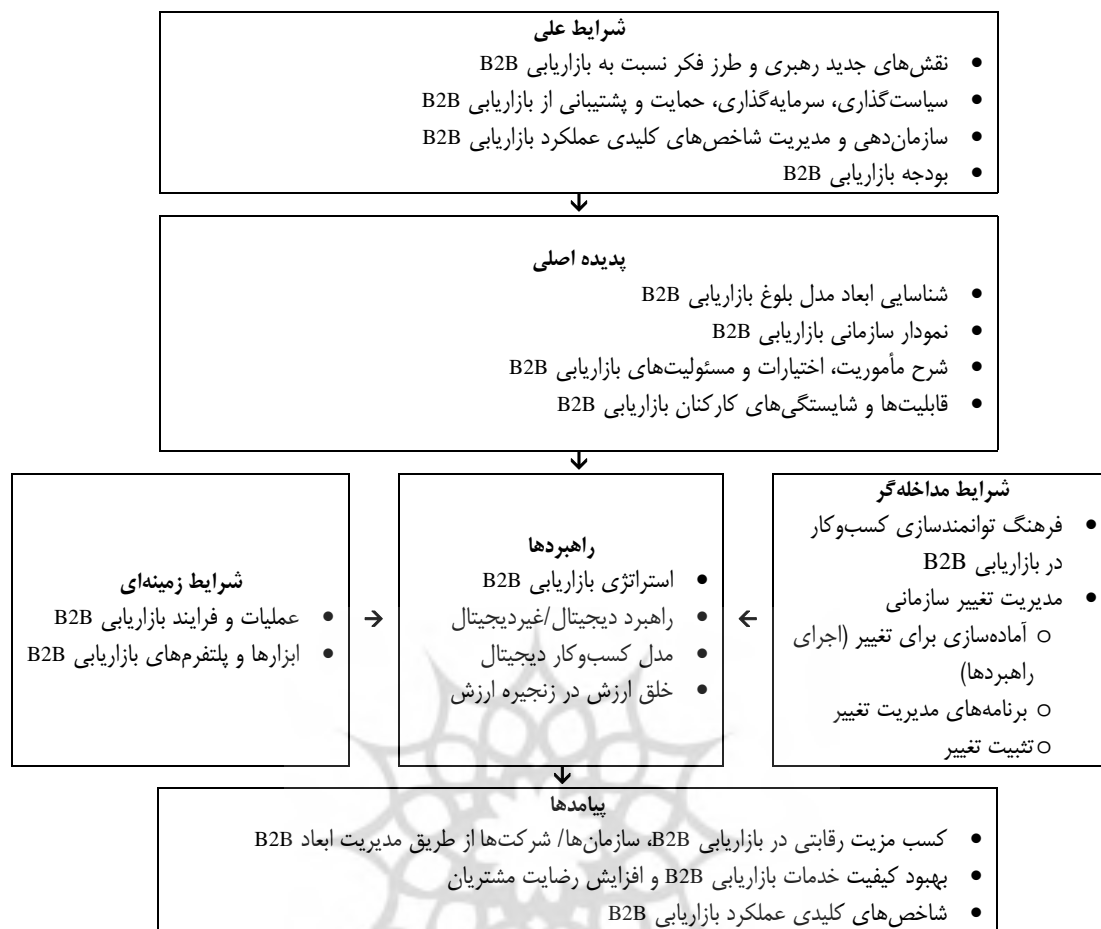 شرایط علی
• نقش‌های جدید رهبری و طرز فکر نسبت به بازاریابی B2B
• سیاست‌گذاری، سرمایه‌گذاری، حمایت و پشتیبانی از بازاریابی B2B
• سازمان‌دهی و مدیریت شاخص‌های کلیدی عملکرد بازاریابی B2B
• بودجه بازاریابی B2B
پدیده اصلی
• شناسایی ابعاد مدل بلوغ بازاریابی B2B
• نمودار سازمانی بازاریابی B2B
• شرح مأموریت، اختیارات و مسئولیت‌های بازاریابی B2B
• قابلیت‌ها و شایستگی‌های کارکنان بازاریابی B2B
شرایط مداخله‌گر
• فرهنگ توانمندسازی کسب‌وکار
در بازاریابی B2B
• مدیریت تغییر سازمانی
o آماده‌سازی برای تغییر (اجرای
راهبردها)
o برنامه‌های مدیریت تغییر
o تثبیت تغییر
راهبردها
• استراتژی بازاریابی B2B
• راهبرد دیجیتال/غیردیجیتال
• مدل کسب‌وکار دیجیتال
• خلق ارزش در زنجیره ارزش
شرایط زمینه‌ای
• عملیات و فرایند بازاریابی B2B
• ابزارها و پلتفرم‌های بازاریابی B2B
پیامدها
• کسب مزیت رقابتی در بازاریابی B2B، سازمان‌ها/ شرکت‌ها از طریق مدیریت ابعاد B2B
• بهبود کیفیت خدمات بازاریابی B2B و افزایش رضایت مشتریان
• شاخص‌های کلیدی عملکرد بازاریابی B2B